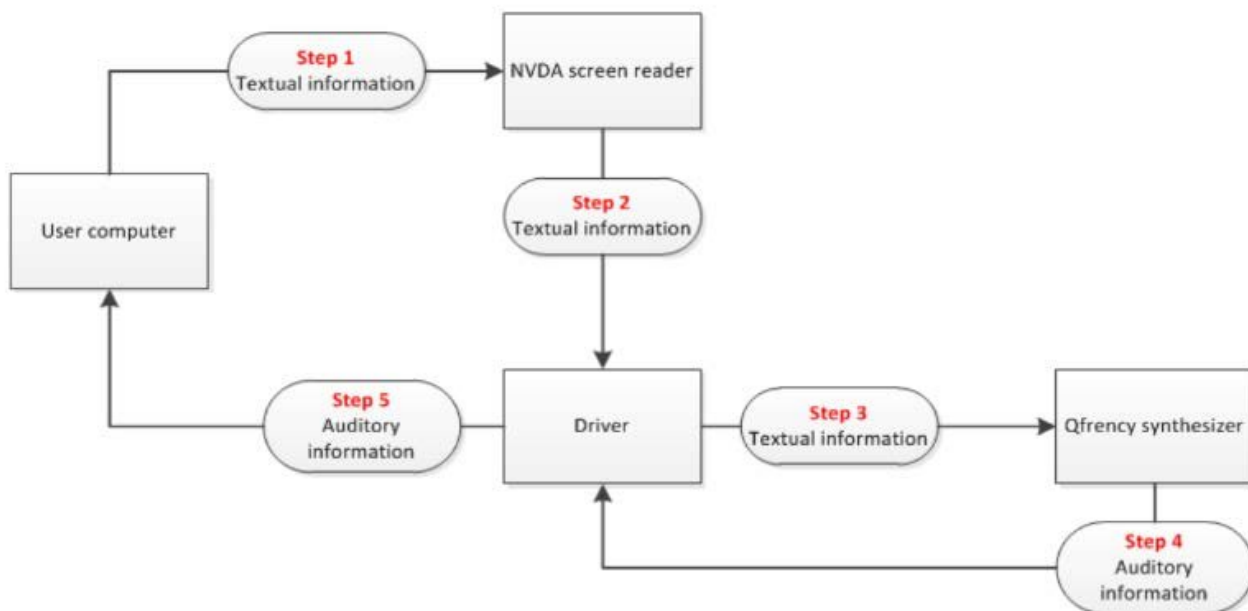 Step 1
Textual information
NVDA screen reader
Step 2
Textual information
User computer
Step 5
Auditory
information
Driver
Step 3
Textual information
Qfrency synthesizer
Step 4
Auditory
information